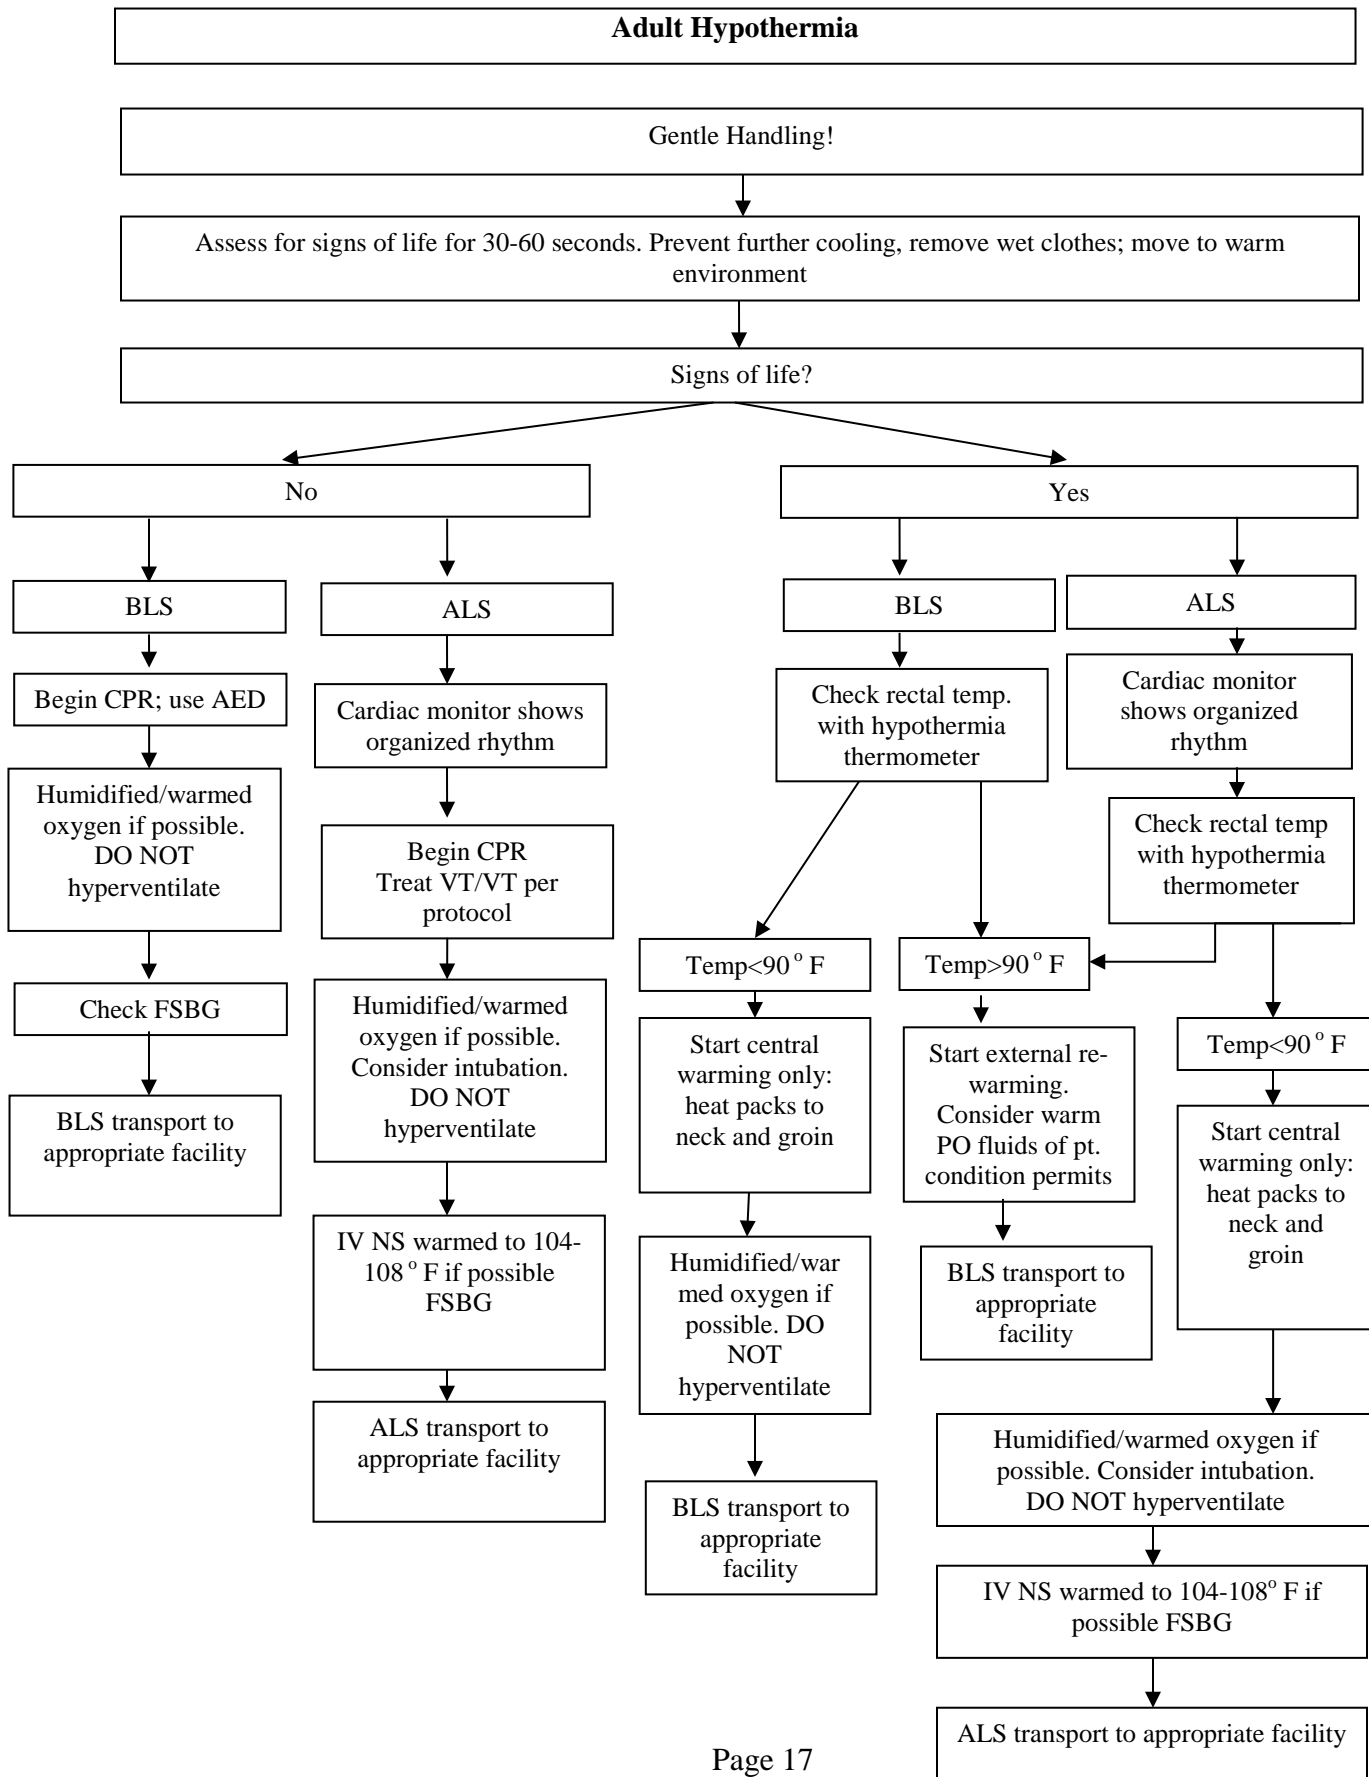 Adult Hypothermia
Gentle Handling!
Assess for signs of life for 30-60 seconds. Prevent further cooling, remove wet clothes; move to warm
environment
Signs of life?
No
BLS
Begin CPR; use AED
Humidified/warmed
oxygen if possible.
DO NOT
hyperventilate
Check FSBG
BLS transport to
appropriate facility
ALS
Cardiac monitor shows
organized rhythm
Begin CPR
Treat VT/VT per
protocol
Humidified/warmed
oxygen if possible.
Consider intubation.
DO NOT
hyperventilate
IV NS warmed to 104-
108 º F if possible
FSBG
ALS transport to
appropriate facility
Yes
BLS
Check rectal temp.
with hypothermia
thermometer
Temp<90 º F
Start central
warming only:
heat packs to
neck and groin
Humidified/war
med oxygen if
possible. DO
NOT
hyperventilate
BLS transport to
appropriate
facility
Temp>90 º F
Start external re-
warming.
Consider warm
PO fluids of pt.
condition permits
BLS transport to
appropriate
facility
ALS
Cardiac monitor
shows organized
rhythm
Check rectal temp
with hypothermia
thermometer
Temp<90 º F
Start central
warming only:
heat packs to
neck and
groin
Humidified/warmed oxygen if
possible. Consider intubation.
DO NOT hyperventilate
IV NS warmed to 104-108º F if
possible FSBG
ALS transport to appropriate facility
Page 17